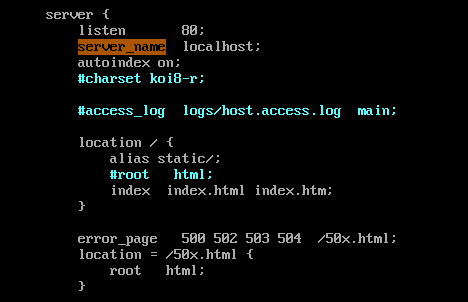 server {
listen 80;
server_name localhost;
autoindex on;
#charset koi8-r;
#access_log logs/host.access.log main;
location / {
alias static/;
#root html;
index index.html index.htm;
}
error_page 500 502 503 504 /50x.html;
location = /50x.html {
root html;
}